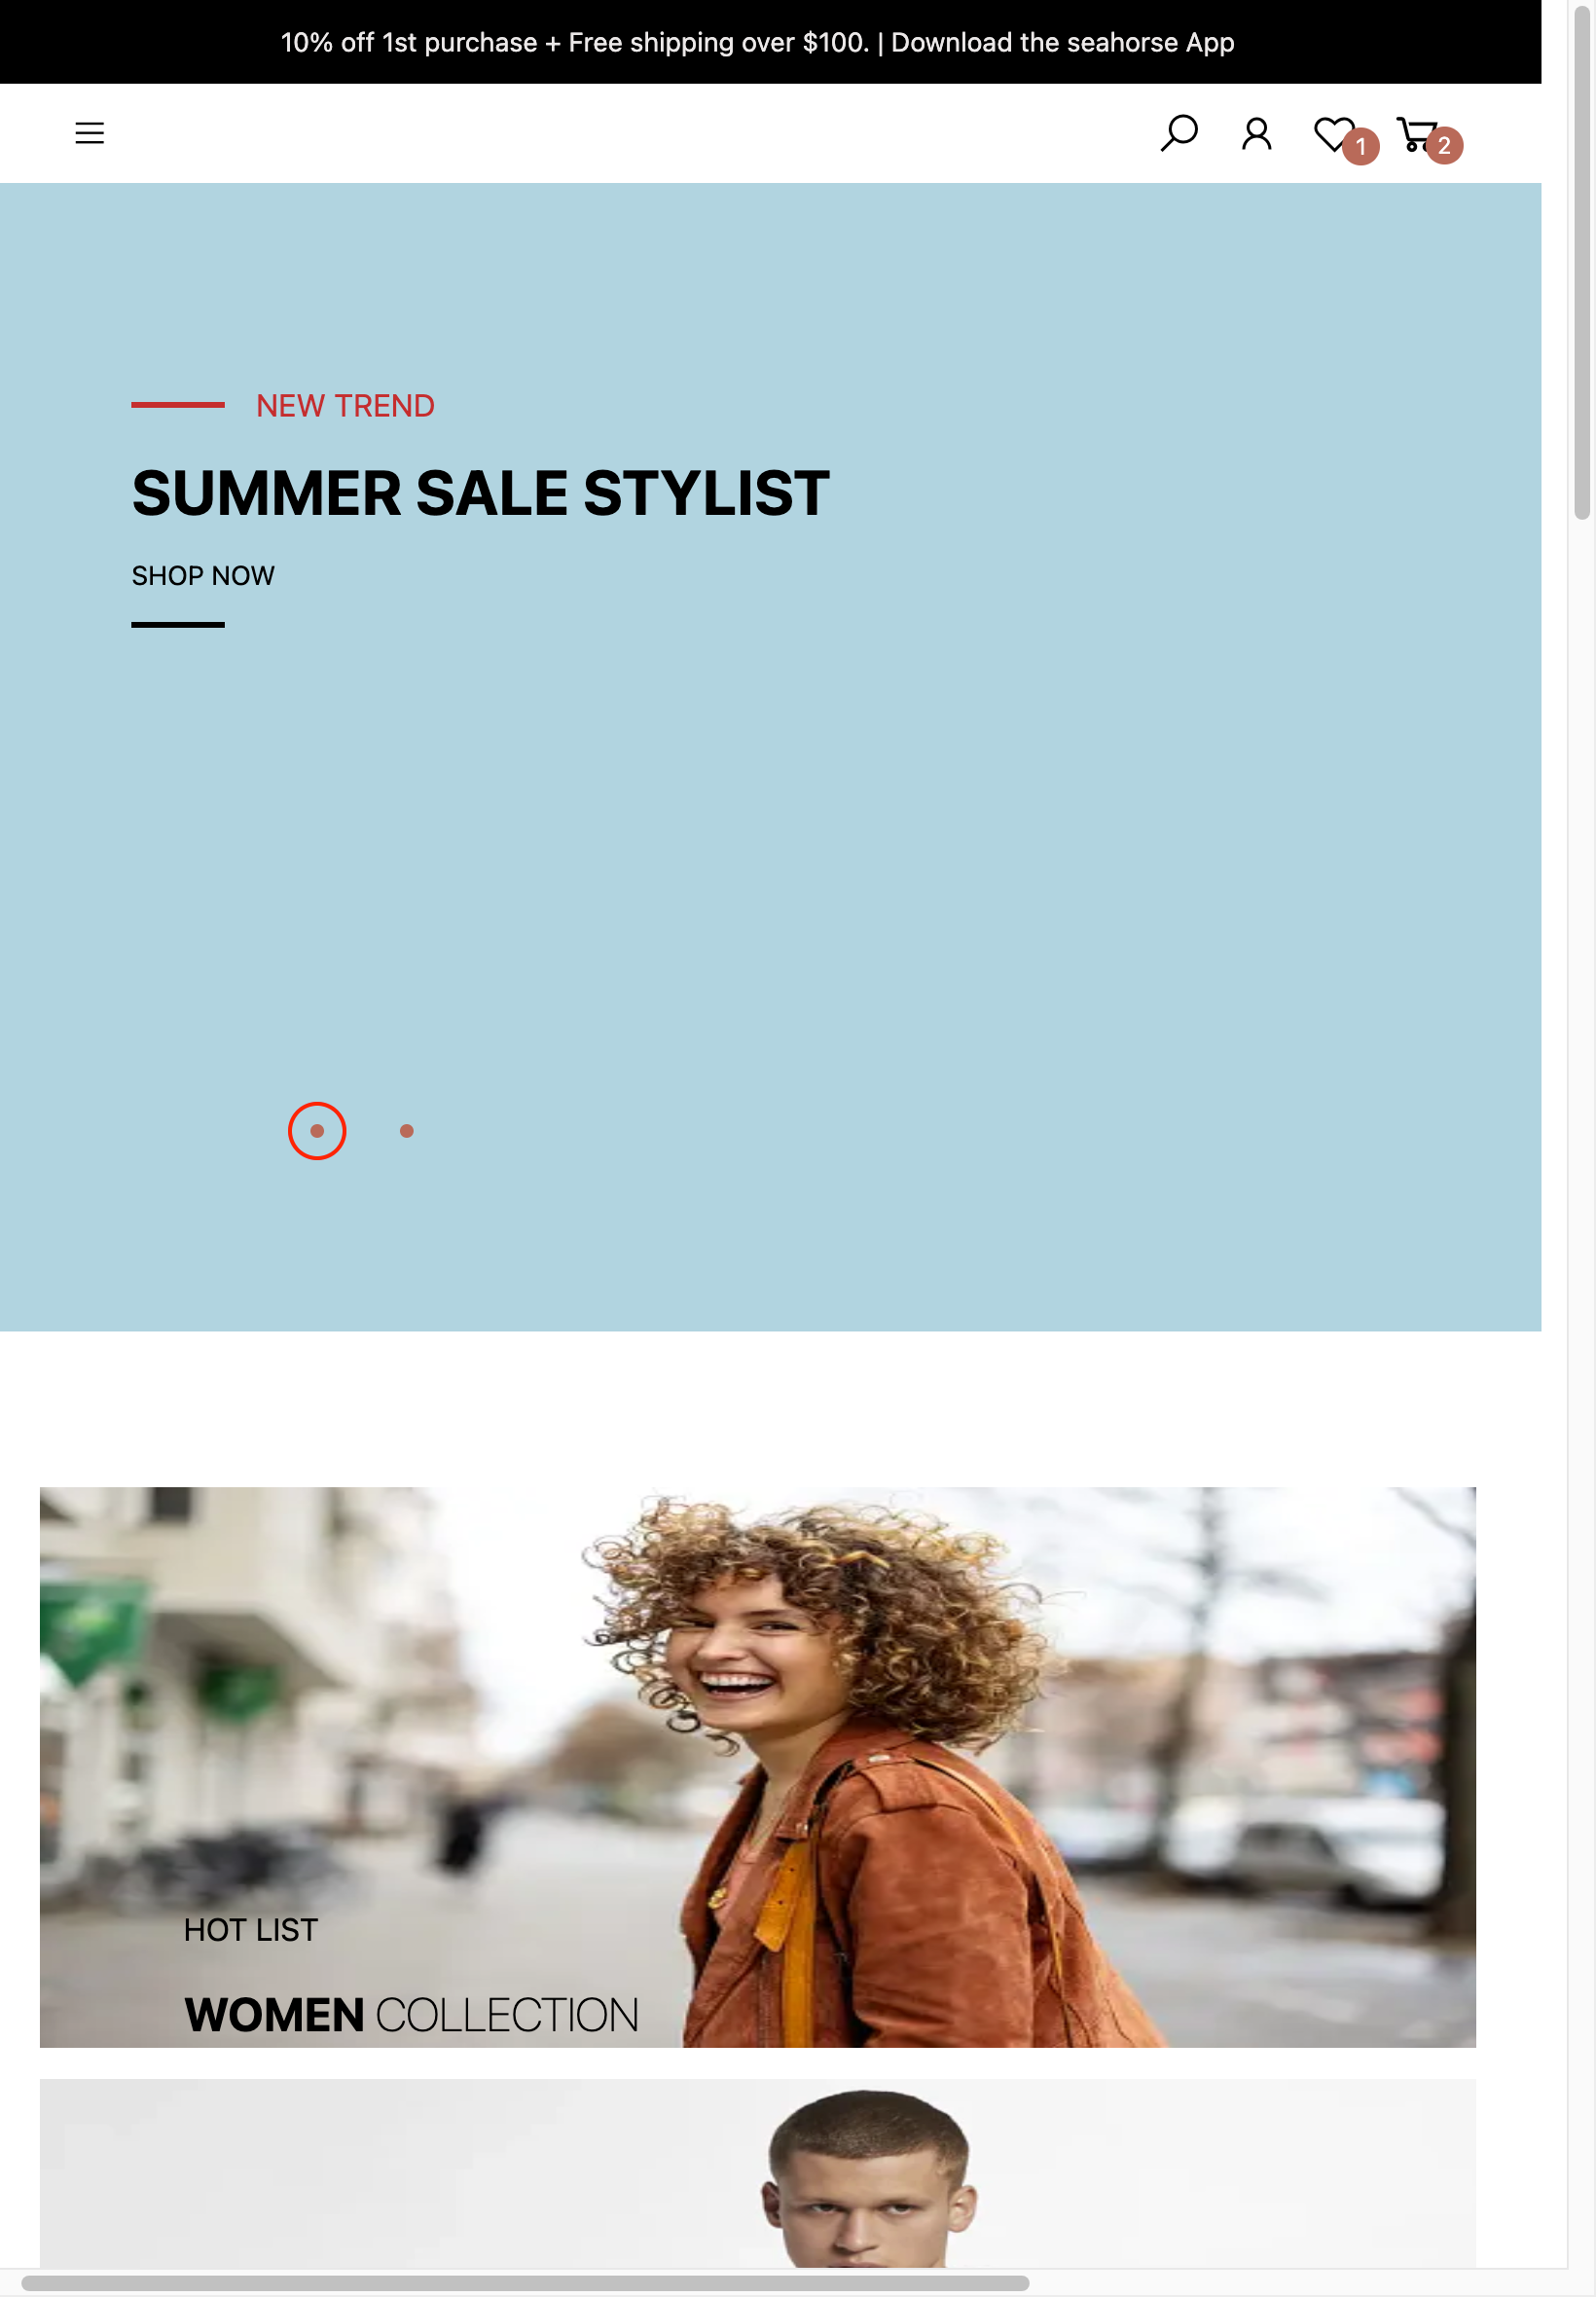 10% off 1st purchase + Free shipping over $100. | Download the seahorse App
1
2
NEW TREND
SUMMER SALE STYLIST
SHOP NOW
HOT LIST
WOMEN COLLECTION